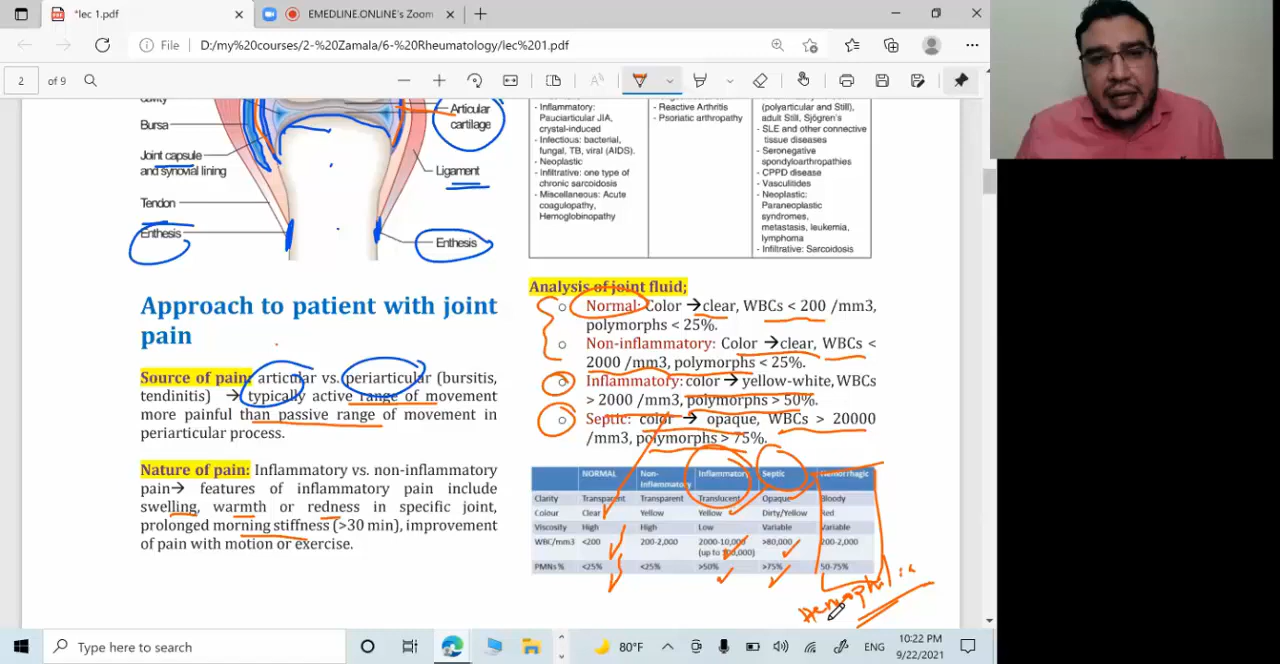 *lec 1.pdf
EMEDLINE.ONLINE's Zoom
File
D:/my%20courses/2-%20Zamala/6-%20Rheumatology/lec%201.pdf
2
of 9
Bursa
Joint capsule
and synovial lining
Tendon
Enthesis
Articular
cartilage
Ligament
Enthesis
Approach to patient with joint
pain
Source of pain: articular vs. periarticular (bursitis,
tendinitis) → typically active range of movement
more painful than passive range of movement in
periarticular process.
Nature of pain: Inflammatory vs. non-inflammatory
pain→ features of inflammatory pain include
swelling, warmth or redness in specific joint,
prolonged morning stiffness (>30 min), improvement
of pain with motion or exercise.
- Inflammatory:
Pauciarticular JIA,
crystal-induced
- Infectious: bacterial,
fungal, TB, viral (AIDS).
- Neoplastic
- Infiltrative: one type of
chronic sarcoidosis
- Miscellaneous: Acute
coagulopathy,
Hemoglobinopathy
- Reactive Arthritis
- Psoriatic arthropathy
(polyarticular and Still),
adult Still, Sjögren's
- SLE and other connective
tissue diseases
- Seronegative
spondyloarthropathies
- CPPD disease
- Vasculitides
- Neoplastic:
Paraneoplastic
syndromes,
metastasis, leukemia,
lymphoma
- Infiltrative: Sarcoidosis
Analysis of joint fluid;
○ Normal: Color →clear, WBCs < 200 /mm3,
polymorphs < 25%.
○ Non-inflammatory: Color →clear, WBCs <
2000 /mm3, polymorphs < 25%.
○ Inflammatory: color → yellow-white, WBCs
> 2000 /mm3, polymorphs > 50%.
○ Septic: color → opaque, WBCs > 20000
/mm3, polymorphs > 75%.
NORMAL Non-Inflammatory Inflammatory Septic Hemorrhagic
Clarity Transparent Transparent Translucent Opaque Bloody
Colour Clear Yellow Yellow Dirty/Yellow Red
Viscosity High High Low Variable Variable
WBC/mm3 <200 200-2,000 2000-10,000 (up to 100,000) >80,000 200-2,000
PMNs% <25% <25% >50% >75% 50-75%
Hemophilia
Type here to search
80°F
ENG
10:22 PM
9/22/2021